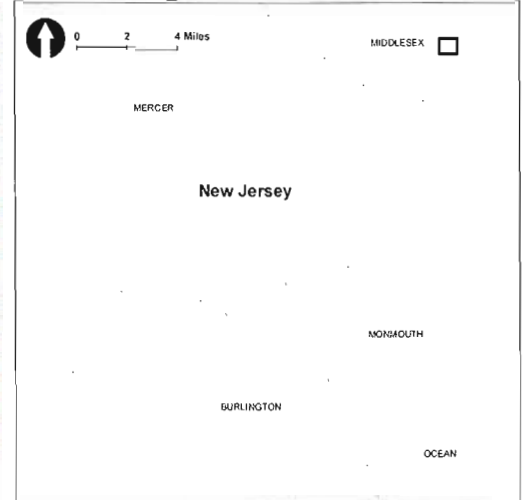 0 2 4 Miles
MIDDLESEX
MERCER
New Jersey
MONMOUTH
BURLINGTON
OCEAN